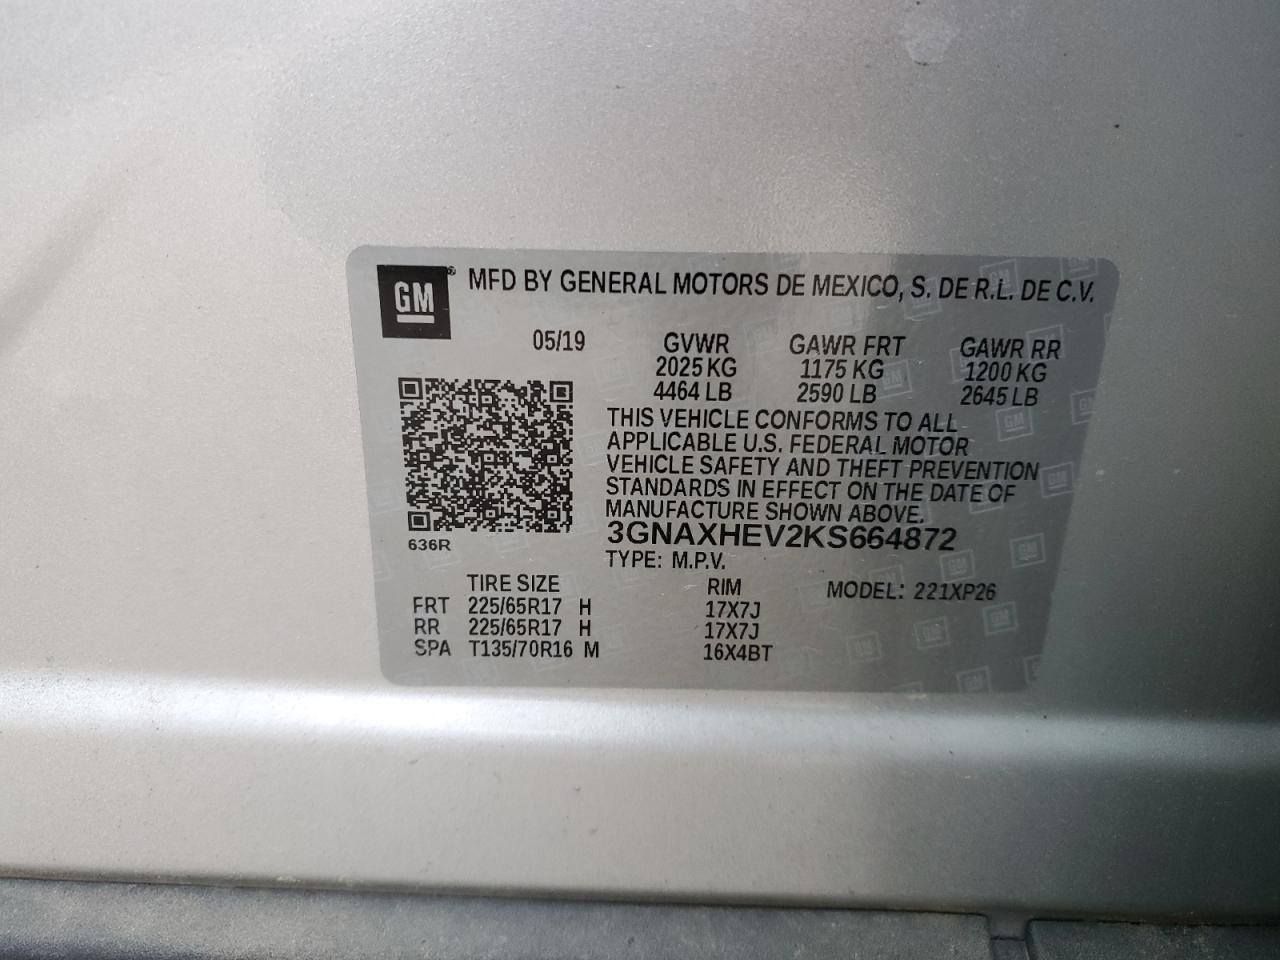 GM® MFD BY GENERAL MOTORS DE MEXICO, S. DE R.L. DE C.V.
05/19 GVWR GAWR FRT GAWR RR
2025 KG 1175 KG 1200 KG
4464 LB 2590 LB 2645 LB
THIS VEHICLE CONFORMS TO ALL
APPLICABLE U.S. FEDERAL MOTOR
VEHICLE SAFETY AND THEFT PREVENTION
STANDARDS IN EFFECT ON THE DATE OF
MANUFACTURE SHOWN ABOVE.
3GNAXHEV2KS664872
636R
TYPE: M.P.V.
TIRE SIZE RIM MODEL: 221XP26
FRT 225/65R17 H 17X7J
RR 225/65R17 H 17X7J
SPA T135/70R16 M 16X4BT